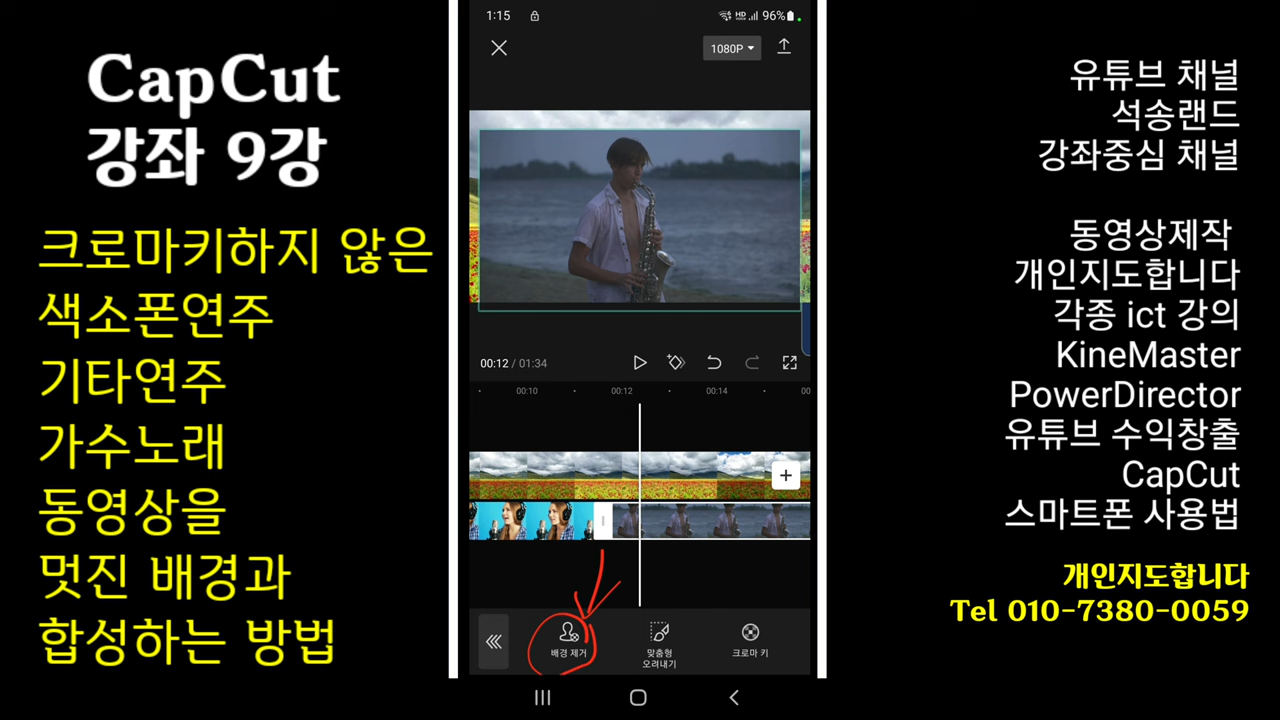 CapCut
강좌 9강
크로마키하지 않은
색소폰연주
기타연주
가수노래
동영상을
멋진 배경과
합성하는 방법
1:15
HD
96%
1080P
00:12 / 01:34
00:10
00:12
00:14
00
배경 제거
맞춤형
오려내기
크로마 키
유튜브 채널
석송랜드
강좌중심 채널
동영상제작
개인지도합니다
각종 ict 강의
KineMaster
PowerDirector
유튜브 수익창출
CapCut
스마트폰 사용법
개인지도합니다
Tel 010-7380-0059